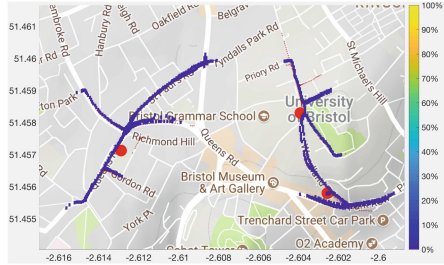 Oakfield Rd
Belgrav
100%
51.461
90%
51.46
Tyndalls Park Rd
80%
Priory Rd
St Michael's Hill
70%
51.459
ton Park
University
of Bristol
60%
51.458
Bristol Grammar School
50%
Richmond Hill
51.457
Queens Rd
40%
Gordon Rd
Bristol Museum
& Art Gallery
30%
51.456
20%
51.455
York Pl
Trenchard Street Car Park
P
10%
O2 Academy
0%
-2.616
-2.614
-2.612
-2.61
-2.608
-2.606
-2.604
-2.602
-2.6